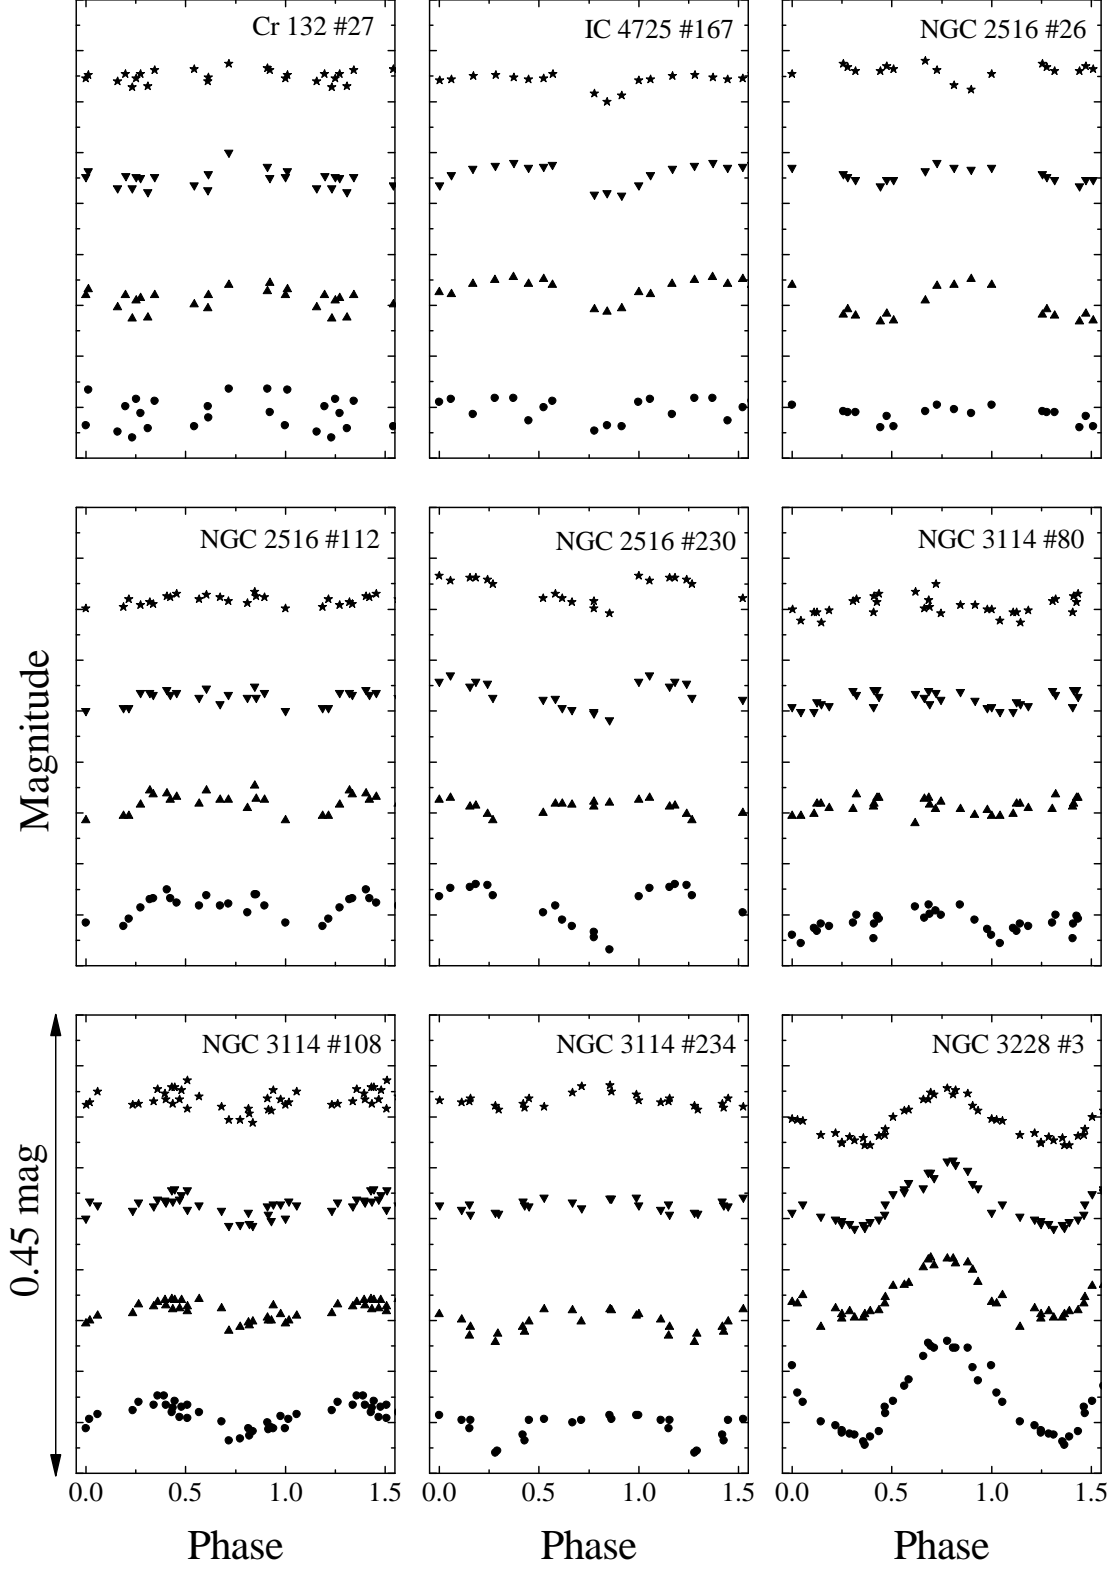 Cr 132 #27
IC 4725 #167
NGC 2516 #26
NGC 2516 #112
NGC 2516 #230
NGC 3114 #80
Magnitude
NGC 3114 #108
NGC 3114 #234
NGC 3228 #3
0.45 mag
0.0 0.5 1.0 1.5
0.0 0.5 1.0 1.5
0.0 0.5 1.0 1.5
Phase
Phase
Phase